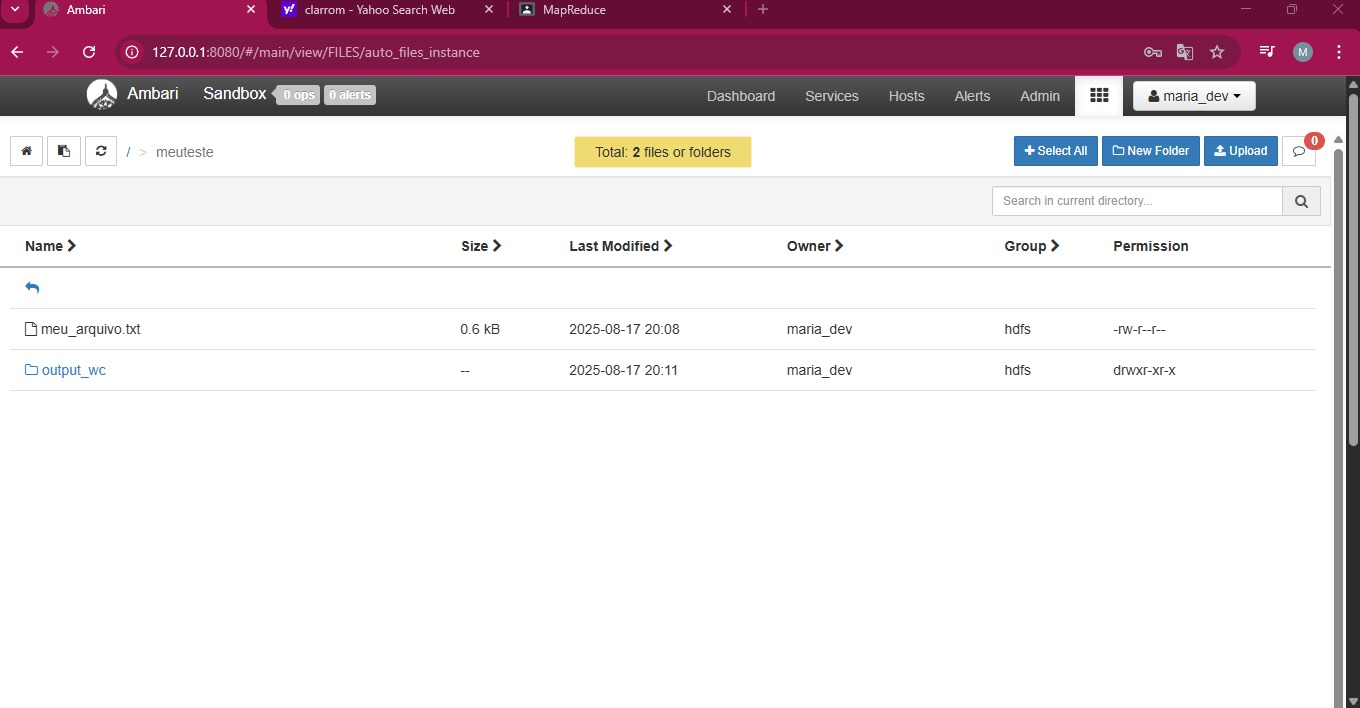 Ambari
clarrom - Yahoo Search Web
MapReduce
127.0.0.1:8080/#/main/view/FILES/auto_files_instance
M
Ambari Sandbox 0 ops 0 alerts Dashboard Services Hosts Alerts Admin maria_dev
/ > meuteste Total: 2 files or folders Select All New Folder Upload 0
Search in current directory...
Name Size Last Modified Owner Group Permission
meu_arquivo.txt 0.6 kB 2025-08-17 20:08 maria_dev hdfs -rw-r--r--
output_wc -- 2025-08-17 20:11 maria_dev hdfs drwxr-xr-x